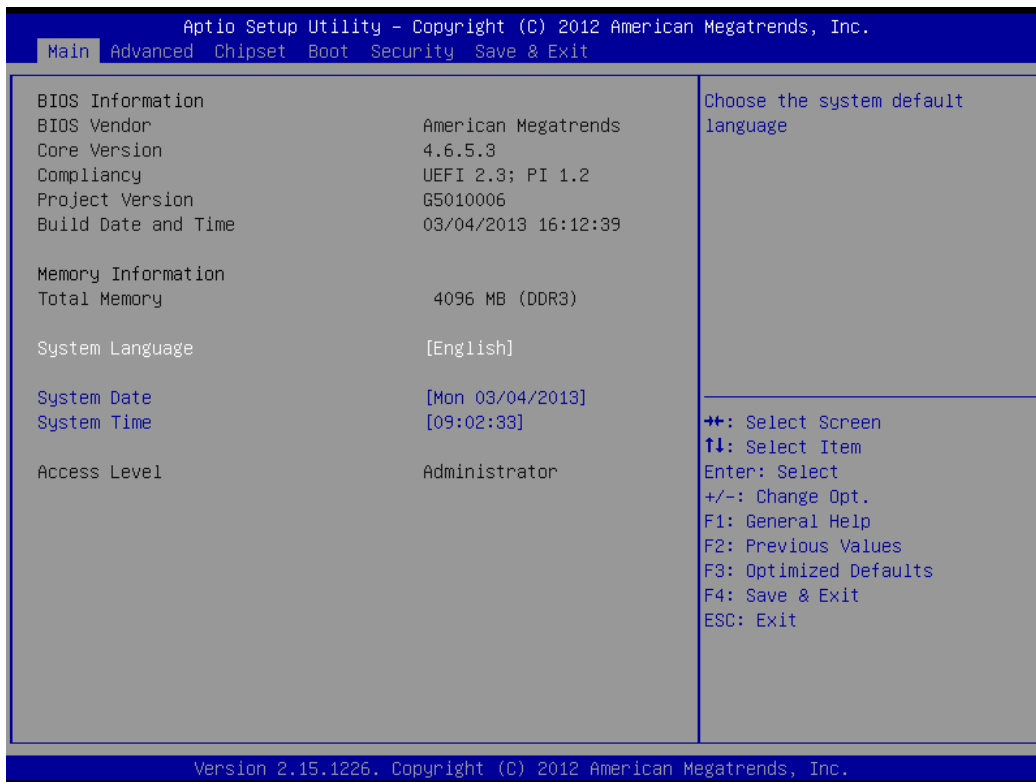 Aptio Setup Utility – Copyright (C) 2012 American Megatrends, Inc.
Main Advanced Chipset Boot Security Save & Exit
BIOS Information
BIOS Vendor American Megatrends
Core Version 4.6.5.3
Compliancy UEFI 2.3; PI 1.2
Project Version G5010006
Build Date and Time 03/04/2013 16:12:39
Memory Information
Total Memory 4096 MB (DDR3)
System Language [English]
System Date [Mon 03/04/2013]
System Time [09:02:33]
Access Level Administrator
Choose the system default
language
→←: Select Screen
↑↓: Select Item
Enter: Select
+/-: Change Opt.
F1: General Help
F2: Previous Values
F3: Optimized Defaults
F4: Save & Exit
ESC: Exit
Version 2.15.1226. Copyright (C) 2012 American Megatrends, Inc.